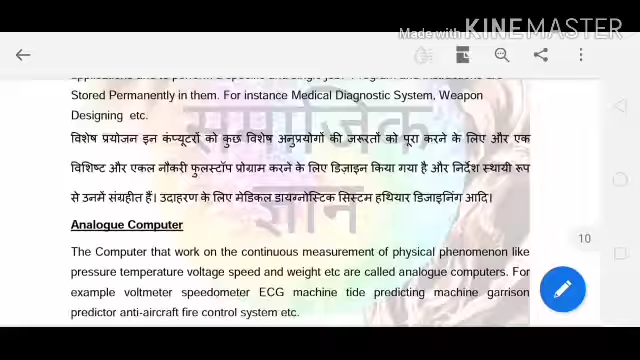 Made with KINEMASTER
Stored Permanently in them. For instance Medical Diagnostic System, Weapon
Designing etc.
विशेष प्रयोजन इन कंप्यूटरों को कुछ विशेष अनुप्रयोगों की जरूरतों को पूरा करने के लिए और एक
विशिष्ट और एकल नौकरी फुलस्टॉप प्रोग्राम करने के लिए डिज़ाइन किया गया है और निर्देश स्थायी रूप
से उनमें संग्रहीत हैं। उदाहरण के लिए मेडिकल डायग्नोस्टिक सिस्टम हथियार डिजाइनिंग आदि।
Analogue Computer
10
The Computer that work on the continuous measurement of physical phenomenon like
pressure temperature voltage speed and weight etc are called analogue computers. For
example voltmeter speedometer ECG machine tide predicting machine garrison
predictor anti-aircraft fire control system etc.
सामाजिक
ज्ञान